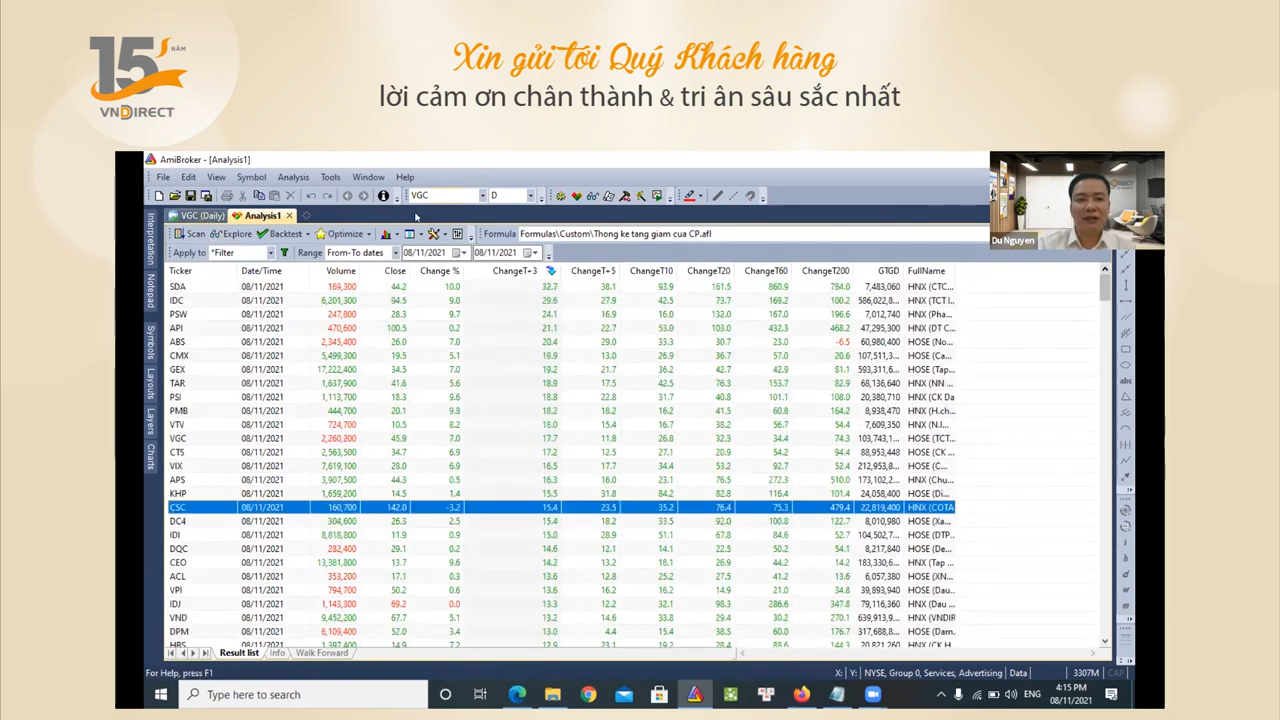 15 NĂM
VNDIRECT
Xin gửi tới Quý Khách hàng
lời cảm ơn chân thành & tri ân sâu sắc nhất
AmiBroker - [Analysis1]
File Edit View Symbol Analysis Tools Window Help
VGC D
VGC (Daily) Analysis1
Scan Explore Backtest Optimize Formula Formulas\Custom\Thong ke tang giam cua CP.afl
Apply to *Filter Range From-To dates 08/11/2021 08/11/2021
Du Nguyen
Interpretation
Notepad
Symbols
Layouts
Layers
Charts
Ticker Date/Time Volume Close Change % ChangeT+3 ChangeT+5 ChangeT10 ChangeT20 ChangeT60 ChangeT200 GTGD FullName
SDA 08/11/2021 169,300 44.2 10.0 32.7 38.1 93.9 161.5 860.9 784.0 7,483,060 HNX (CTC...
IDC 08/11/2021 6,201,300 94.5 9.0 29.6 27.9 42.5 73.7 169.2 100.2 586,022,8... HNX (TCT I...
PSW 08/11/2021 247,800 28.3 9.7 24.1 16.9 16.0 132.0 167.0 196.6 7,012,740 HNX (Pha...
API 08/11/2021 470,600 100.5 0.2 21.1 22.7 53.0 103.0 432.3 468.2 47,295,300 HNX (DT C...
ABS 08/11/2021 2,345,400 26.0 7.0 20.4 29.0 33.3 30.7 23.0 -6.5 60,980,400 HOSE (No...
CMX 08/11/2021 5,499,300 19.5 5.1 19.9 13.0 26.9 42.6 57.0 20.6 107,511,3... HOSE (Ca...
GEX 08/11/2021 17,222,400 34.5 7.0 19.2 21.7 36.2 42.7 42.9 81.1 593,311,6... HOSE (Tap...
TAR 08/11/2021 1,637,900 41.6 5.6 18.9 17.5 42.5 76.3 153.7 82.9 68,136,640 HNX (NN ...
PSI 08/11/2021 1,113,700 18.3 9.6 18.8 22.8 31.7 40.8 101.1 108.0 20,380,710 HNX (CK Da...
PMB 08/11/2021 444,700 20.1 9.8 18.2 18.2 16.2 41.5 60.8 164.2 8,938,470 HNX (H.ch...
VTV 08/11/2021 724,700 10.5 8.2 18.0 15.4 16.7 38.2 56.7 54.4 7,609,350 HNX (VTC...
VGC 08/11/2021 2,260,200 45.9 7.0 17.7 11.8 26.8 32.3 34.4 74.3 103,743,1... HOSE (TCT...
CTS 08/11/2021 2,563,500 34.7 6.9 17.2 12.5 23.1 20.9 54.2 94.4 88,953,448 HOSE (CK...
VIX 08/11/2021 7,619,100 28.0 6.9 16.5 17.7 34.4 53.2 92.7 52.4 212,953,8... HOSE (C...
APS 08/11/2021 3,907,500 44.3 0.5 16.0 16.0 23.1 76.5 272.3 510.0 173,102,2... HNX (CK...
KHP 08/11/2021 1,659,200 14.5 1.4 15.5 31.8 84.2 82.8 116.4 101.4 24,058,400 HOSE (Di...
CSC 08/11/2021 160,700 142.0 -3.2 15.4 23.5 35.2 76.4 75.3 479.4 22,819,400 HNX (COTA
DC4 08/11/2021 304,600 26.3 2.5 15.4 18.2 33.5 92.0 100.8 122.7 8,010,980 HOSE (Xa...
IDI 08/11/2021 8,818,800 11.9 0.9 15.0 28.9 51.1 67.8 84.6 52.7 104,393,1... HOSE (DTP...
DQC 08/11/2021 282,400 29.1 0.2 14.6 12.1 14.1 22.5 50.2 54.1 8,217,840 HOSE (De...
CEO 08/11/2021 13,381,800 13.7 9.6 14.2 13.2 18.1 26.9 44.2 30.4 183,330,6... HNX (Tap ...
ACL 08/11/2021 353,200 17.1 0.3 13.6 12.8 25.2 27.5 41.2 13.6 6,057,380 HOSE (XN...
VPI 08/11/2021 794,700 50.2 0.6 13.6 16.2 16.2 14.9 21.0 34.8 39,923,360 HOSE (Dau...
IDJ 08/11/2021 1,143,300 69.2 0.0 13.3 12.2 32.1 98.3 286.6 347.8 79,116,360 HNX (Dau ...
VND 08/11/2021 9,452,200 67.7 5.1 13.2 14.6 31.8 29.4 30.2 270.1 639,913,9... HOSE (VNDIR...
DPM 08/11/2021 6,109,400 52.0 3.4 13.0 4.4 15.4 38.5 60.0 176.7 317,688,8... HOSE (Dam...
Result list Info Walk Forward
For Help, press F1 X: Y: NYSE, Group 0, Services, Advertising Data 3307M CAP
Type here to search ENG 4:15 PM
08/11/2021